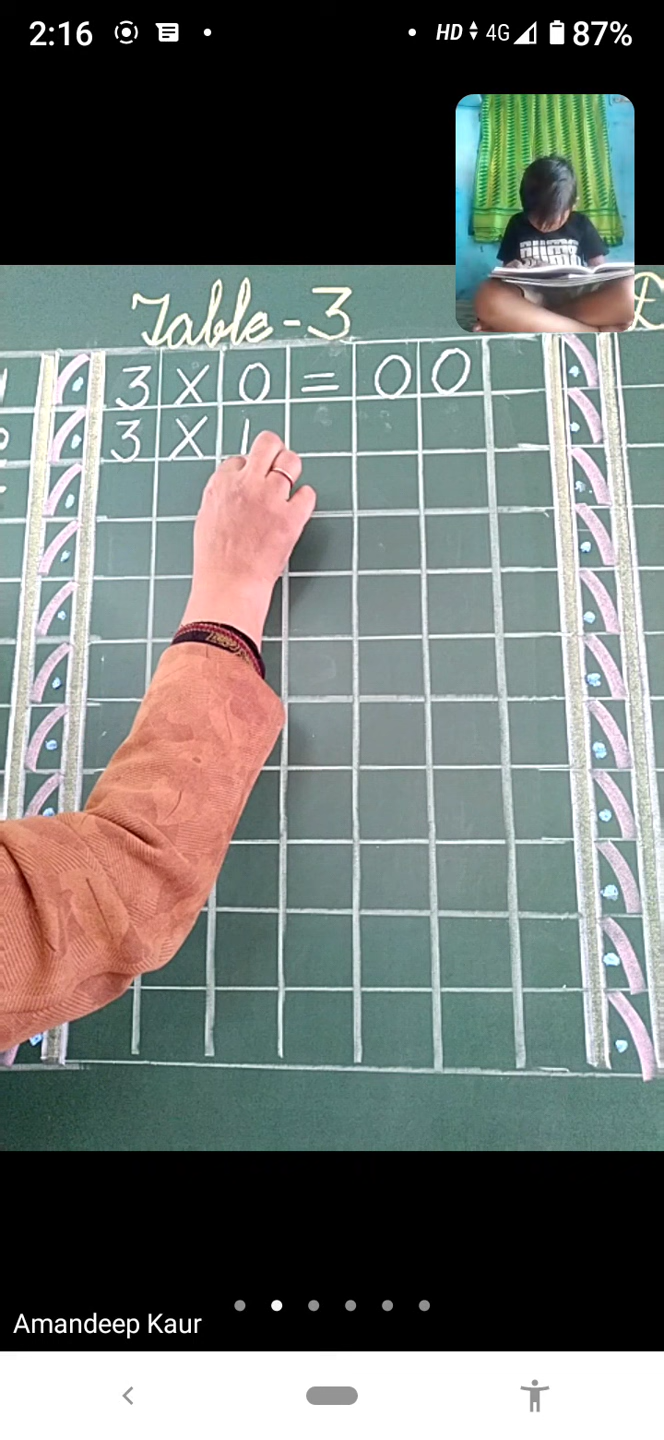 2:16 HD 4G 87%
Table-3
3 X 0 = 00
3 X 1
Amandeep Kaur